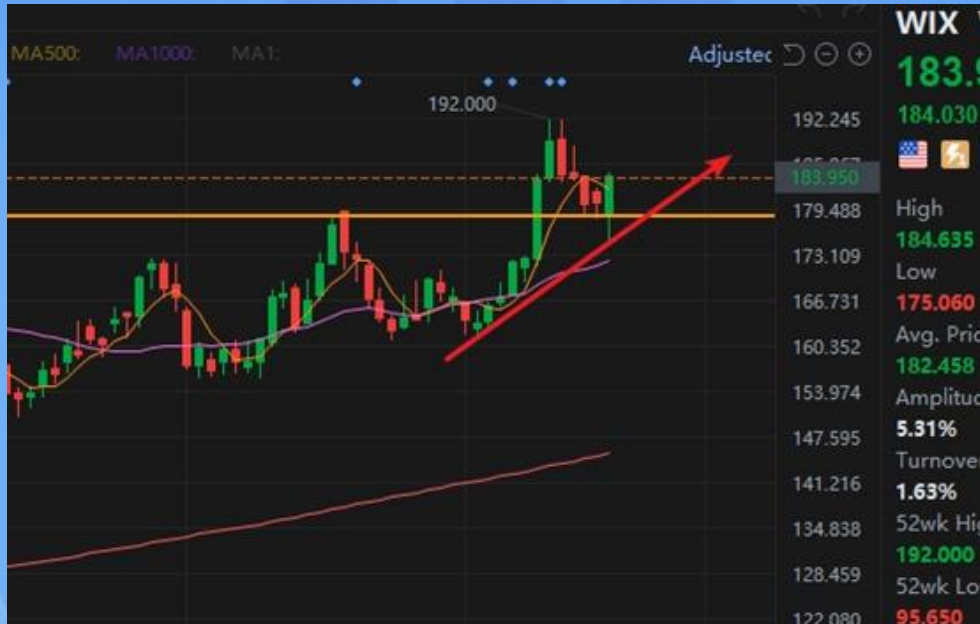 MA500: MA1000: MA1:
Adjusted
192.000
192.245
183.950
179.488
173.109
166.731
160.352
153.974
147.595
141.216
134.838
128.459
122.080
WIX
183.9
184.030
High
184.635
Low
175.060
Avg. Pric
182.458
Amplitud
5.31%
Turnove
1.63%
52wk Hig
192.000
52wk Lo
95.650